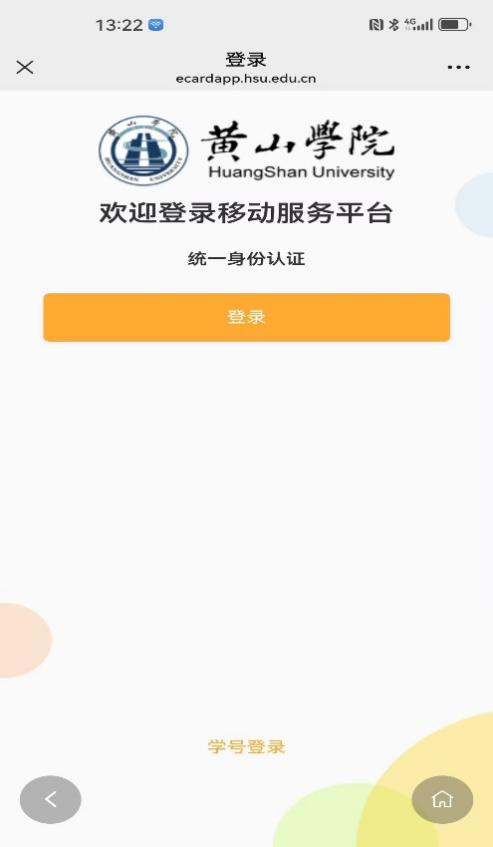 13:22
4G
登录
ecardapp.hsu.edu.cn
黄山學院
HuangShan University
欢迎登录移动服务平台
统一身份认证
登录
学号登录